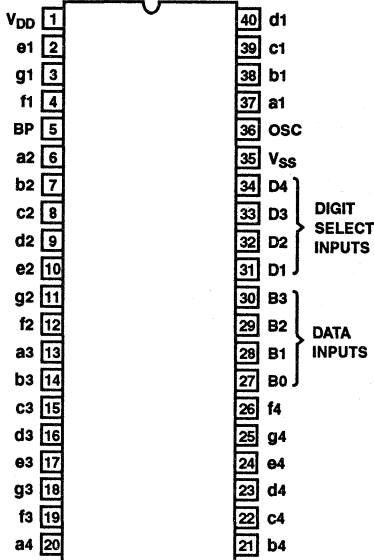 VDD 1 40 d1
e1 2 39 c1
g1 3 38 b1
f1 4 37 a1
BP 5 36 OSC
a2 6 35 VSS
b2 7 34 D4
c2 8 33 D3
d2 9 32 D2
e2 10 31 D1
DIGIT
SELECT
INPUTS
g2 11 30 B3
f2 12 29 B2
a3 13 28 B1
b3 14 27 B0
DATA
INPUTS
c3 15 26 f4
d3 16 25 g4
e3 17 24 e4
g3 18 23 d4
f3 19 22 c4
a4 20 21 b4